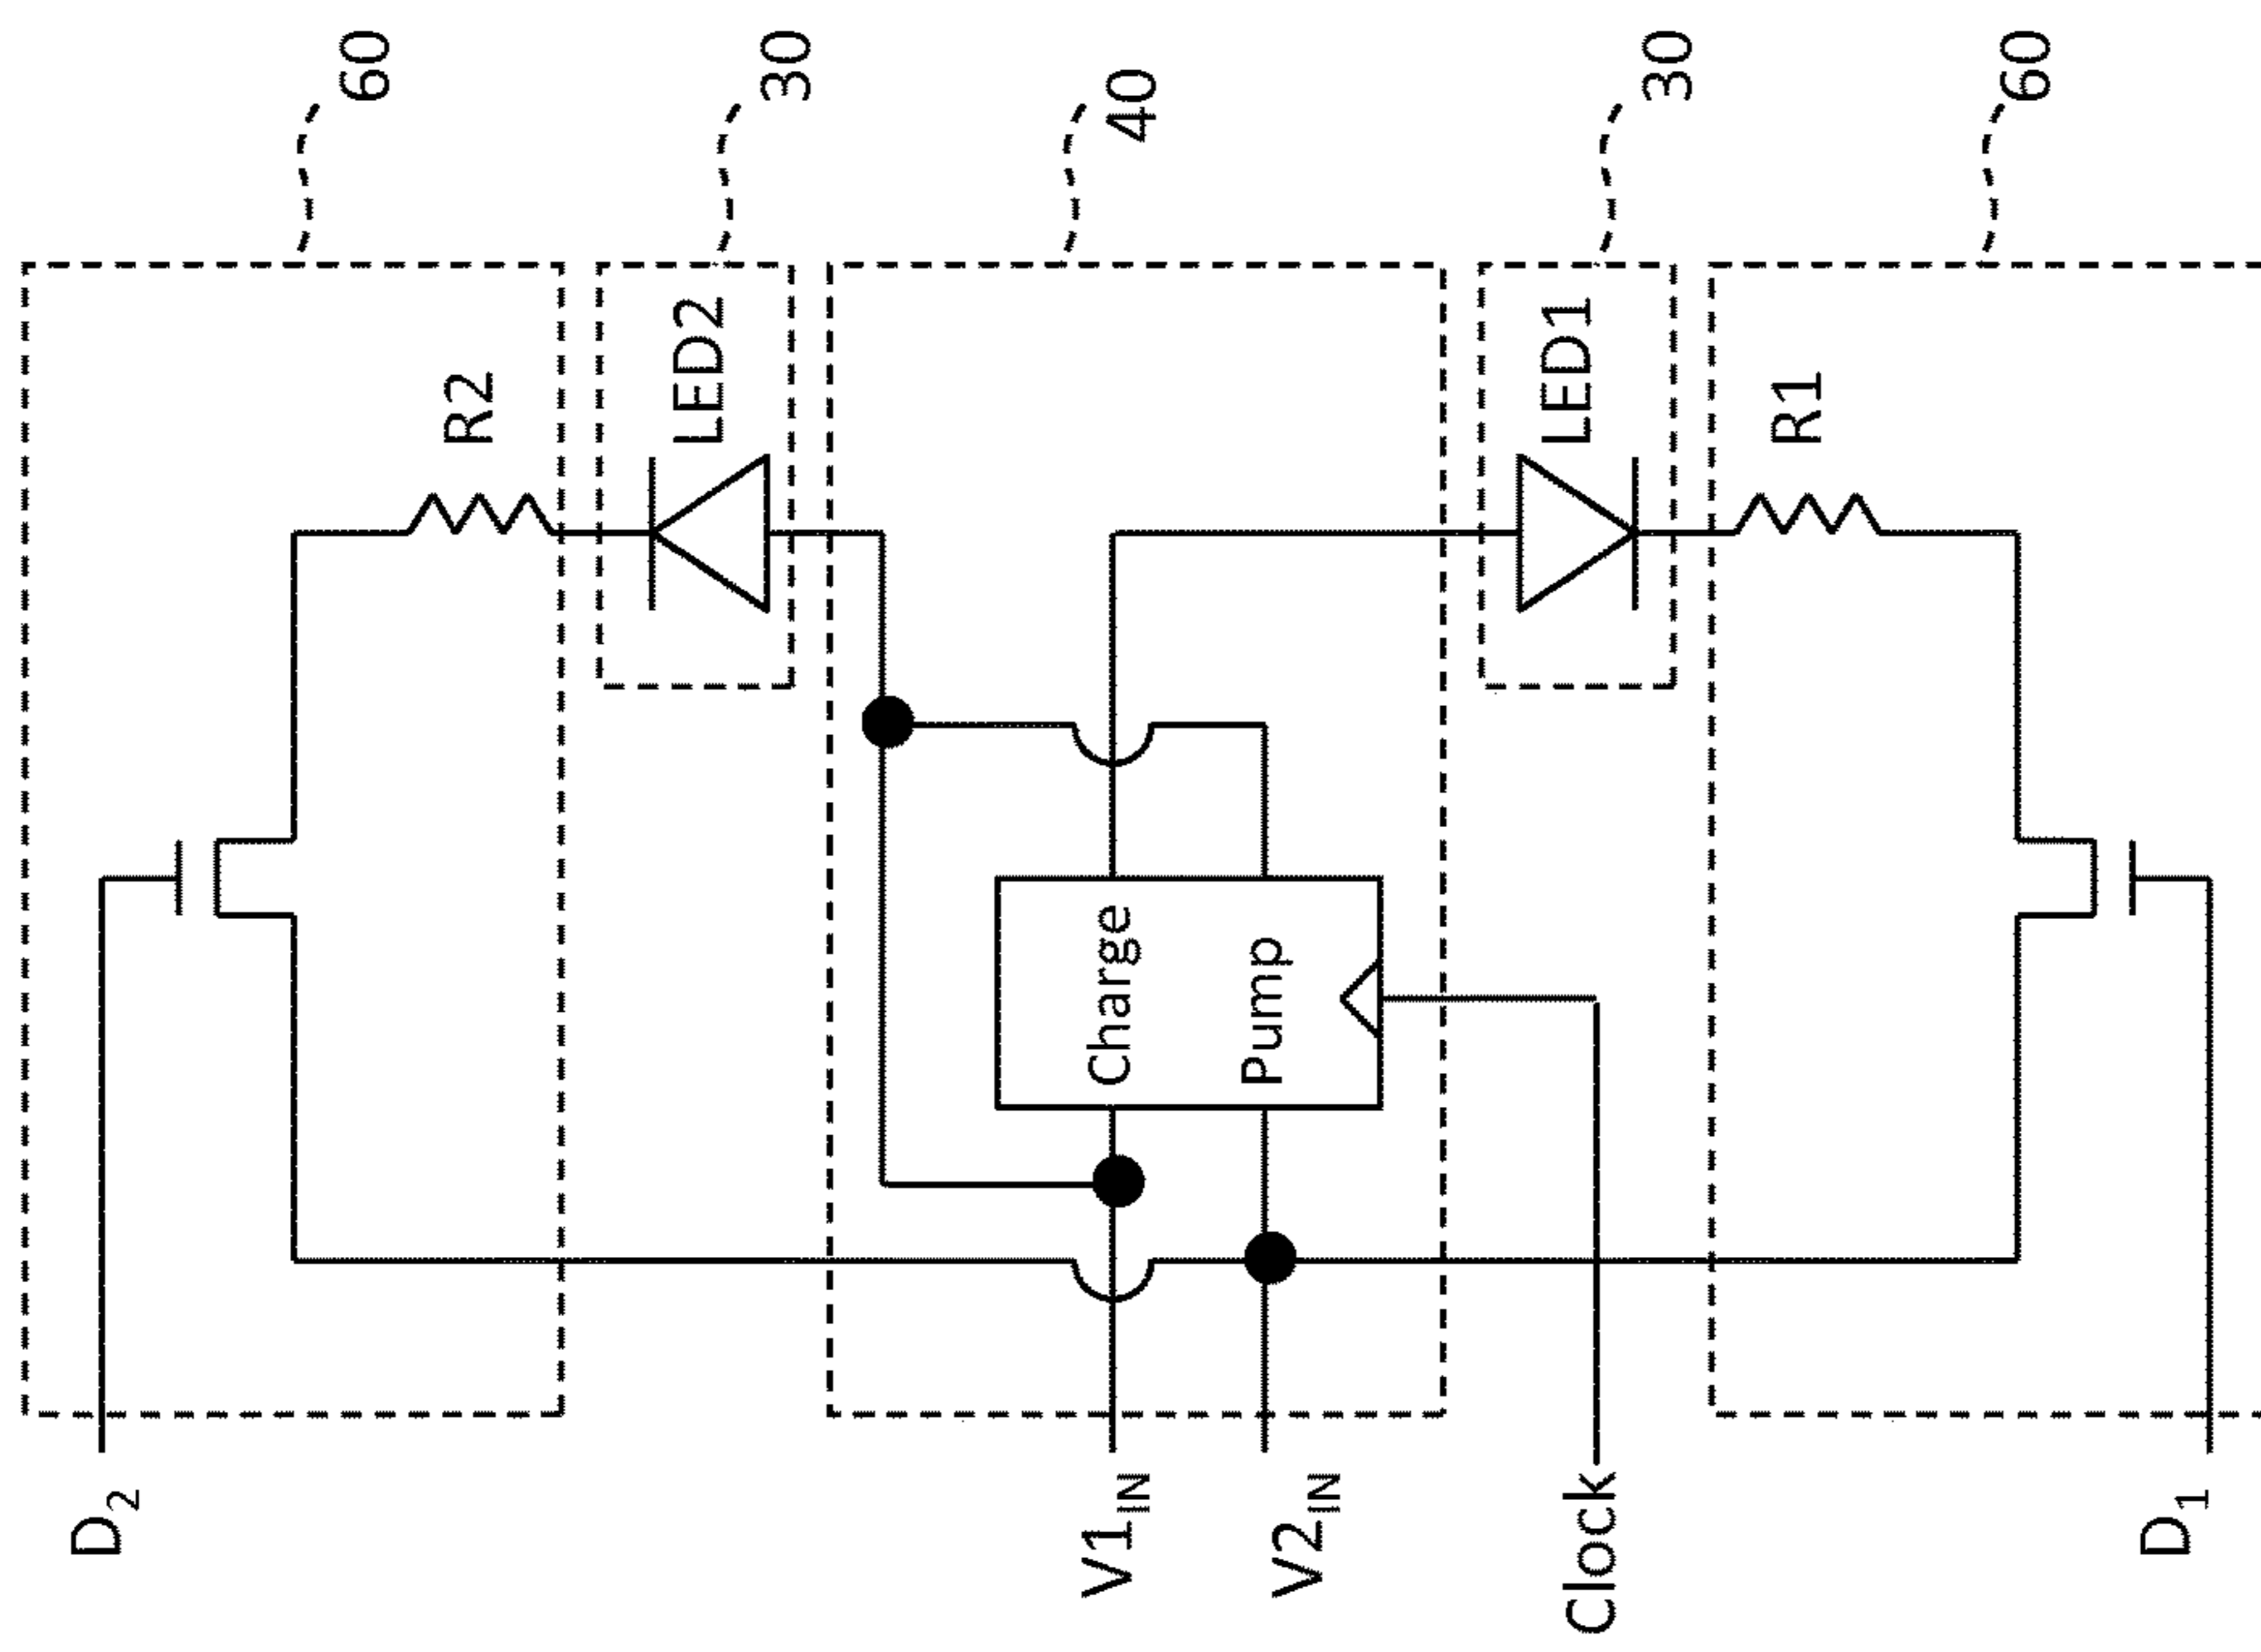 60
30
40
30
60
R2
LED2
LED1
R1
Charge
Pump
D2
V1IN
V2IN
Clock
D1